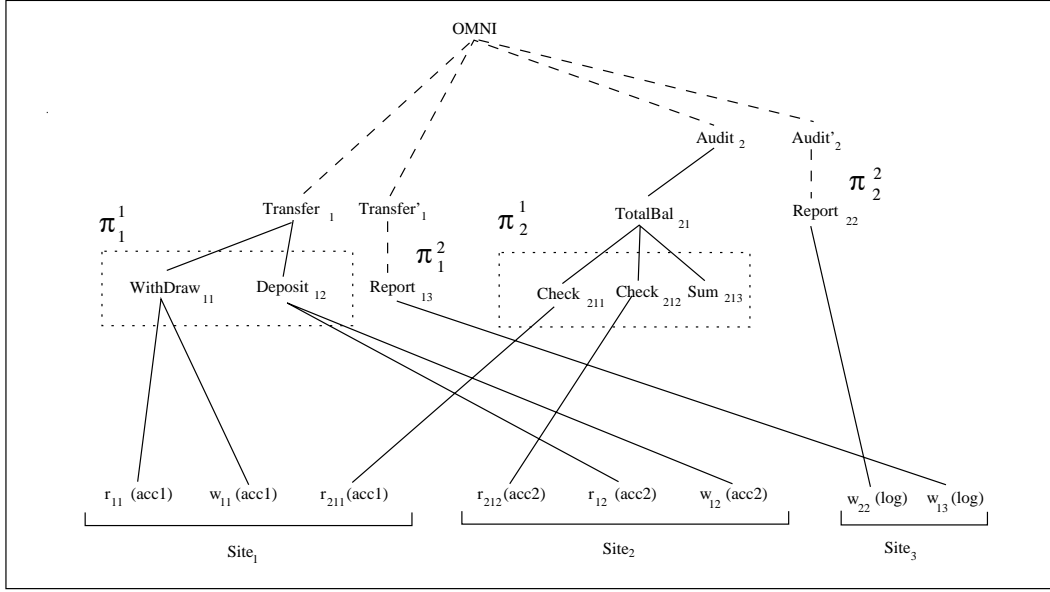 OMNI
Audit 2 Audit'2
π 2 2
Transfer 1 Transfer'1 π 1 2 TotalBal 21 Report 22
π 1 1
π 2 1
WithDraw 11 Deposit 12 Report 13 Check 211 Check 212 Sum 213
r11 (acc1) w11 (acc1) r211 (acc1) r212 (acc2) r12 (acc2) w12 (acc2) w22 (log) w13 (log)
Site1 Site2 Site3